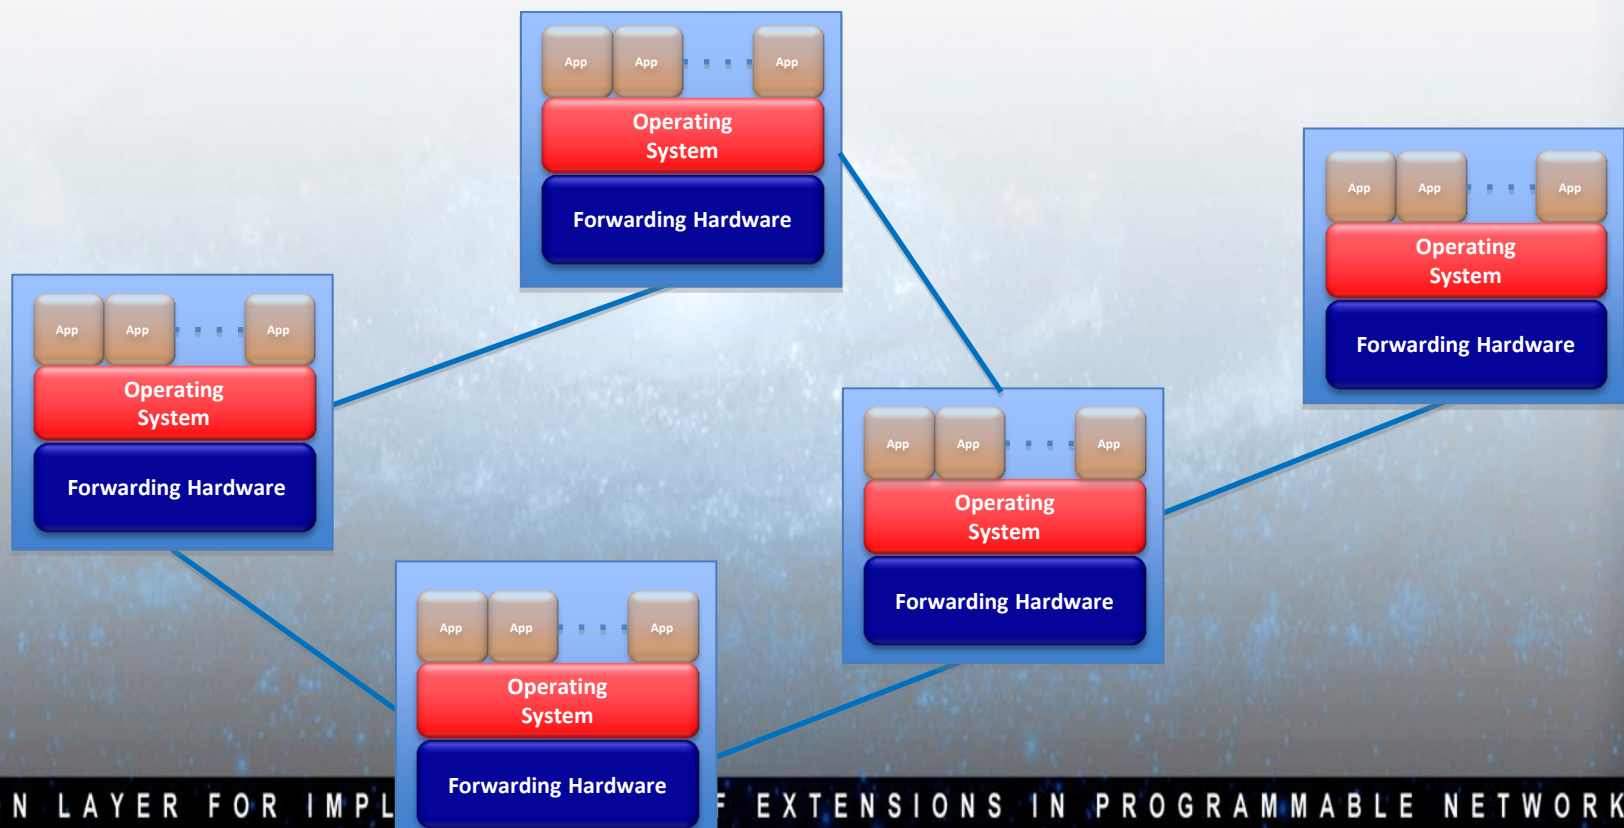 App App App
Operating
System
Forwarding Hardware
App App App
Operating
System
Forwarding Hardware
App App App
Operating
System
Forwarding Hardware
App App App
Operating
System
Forwarding Hardware
App App App
Operating
System
Forwarding Hardware
N LAYER FOR IMPL F EXTENSIONS IN PROGRAMMABLE NETWORK